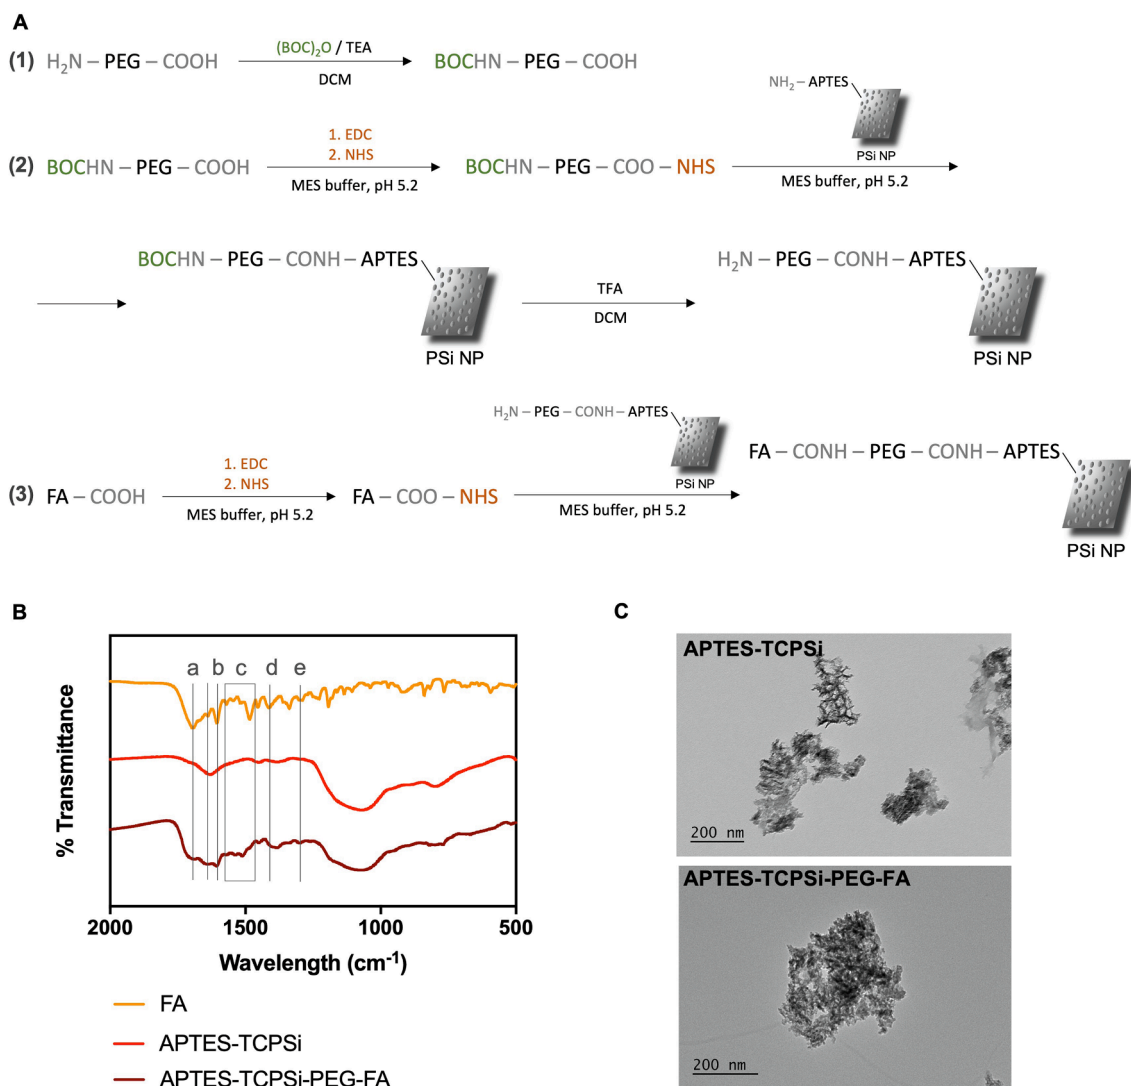 A
(1) H₂N – PEG – COOH (BOC)₂O / TEA DCM BOCHN – PEG – COOH
NH₂ – APTES
PSi NP
(2) BOCHN – PEG – COOH 1. EDC 2. NHS MES buffer, pH 5.2 BOCHN – PEG – COO – NHS MES buffer, pH 5.2
BOCHN – PEG – CONH – APTES TFA DCM H₂N – PEG – CONH – APTES
PSi NP PSi NP
H₂N – PEG – CONH – APTES
PSi NP
(3) FA – COOH 1. EDC 2. NHS MES buffer, pH 5.2 FA – COO – NHS MES buffer, pH 5.2 FA – CONH – PEG – CONH – APTES
PSi NP
B
a b c d e
% Transmittance
2000 1500 1000 500
Wavelength (cm⁻¹)
FA
APTES-TCPSi
APTES-TCPSi-PEG-FA
C
APTES-TCPSi
200 nm
APTES-TCPSi-PEG-FA
200 nm